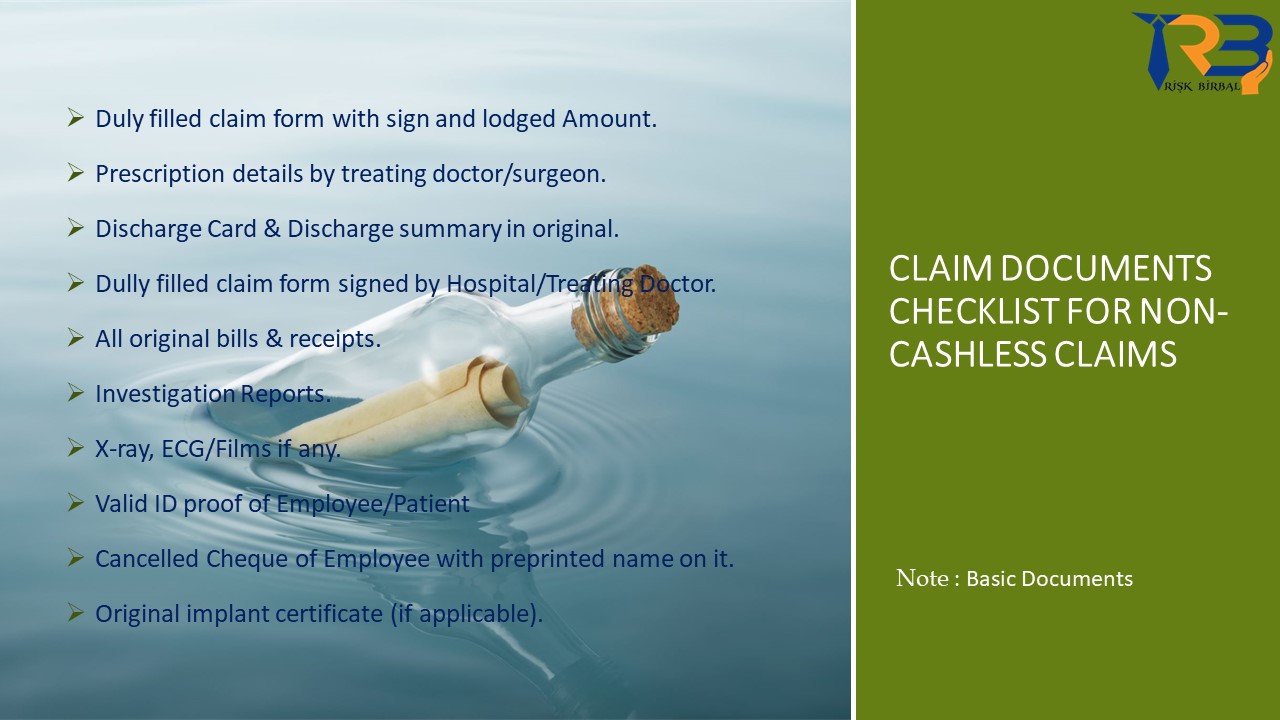 Duly filled claim form with sign and lodged Amount.
Prescription details by treating doctor/surgeon.
Discharge Card & Discharge summary in original.
Dully filled claim form signed by Hospital/Treating Doctor.
All original bills & receipts.
Investigation Reports.
X-ray, ECG/Films if any.
Valid ID proof of Employee/Patient
Cancelled Cheque of Employee with preprinted name on it.
Original implant certificate (if applicable).
RB
RISK BIRBAL
CLAIM DOCUMENTS
CHECKLIST FOR NON-
CASHLESS CLAIMS
Note : Basic Documents